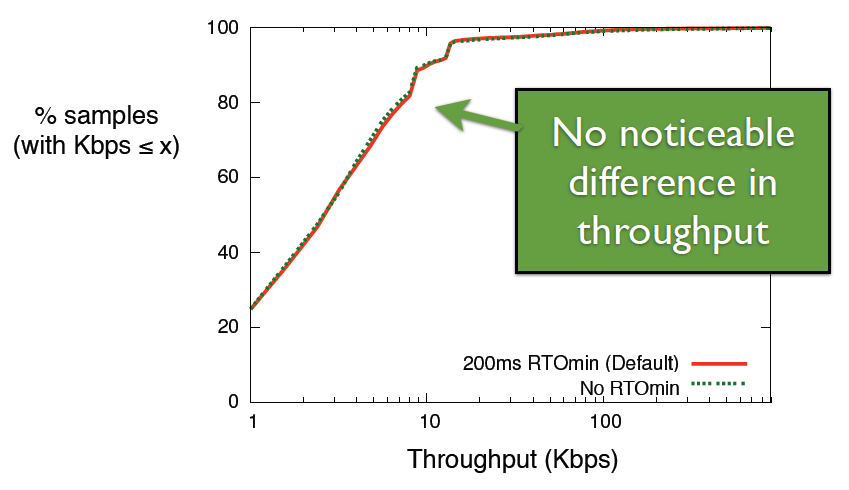 100
80
60
40
20
0
% samples
(with Kbps ≤ x)
No noticeable
difference in
throughput
200ms RTOmin (Default)
No RTOmin
1
10
100
Throughput (Kbps)